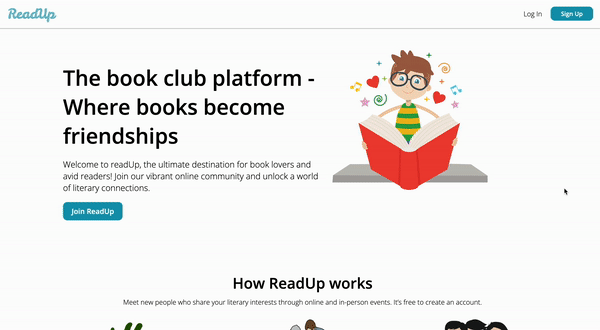 ReadUp
Log In
Sign Up
The book club platform -
Where books become
friendships
Welcome to readUp, the ultimate destination for book lovers and
avid readers! Join our vibrant online community and unlock a world
of literary connections.
Join ReadUp
How ReadUp works
Meet new people who share your literary interests through online and in-person events. It's free to create an account.